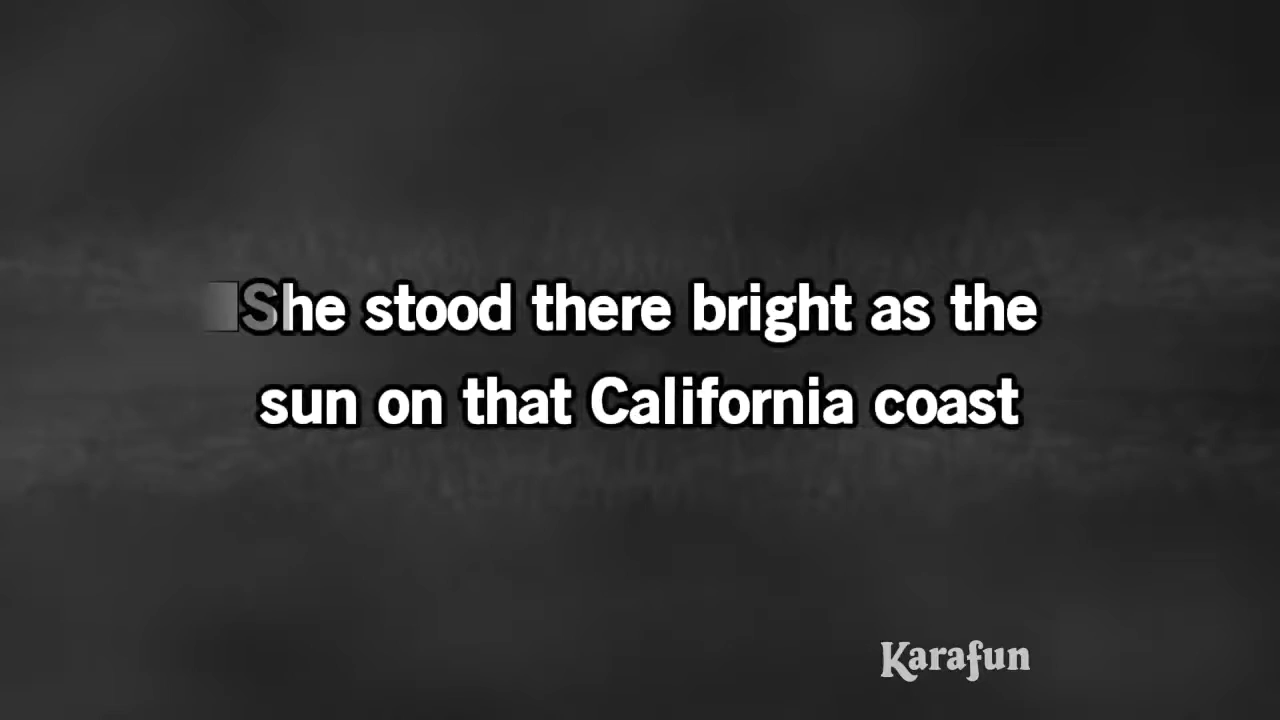 She stood there bright as the
sun on that California coast
Karafun